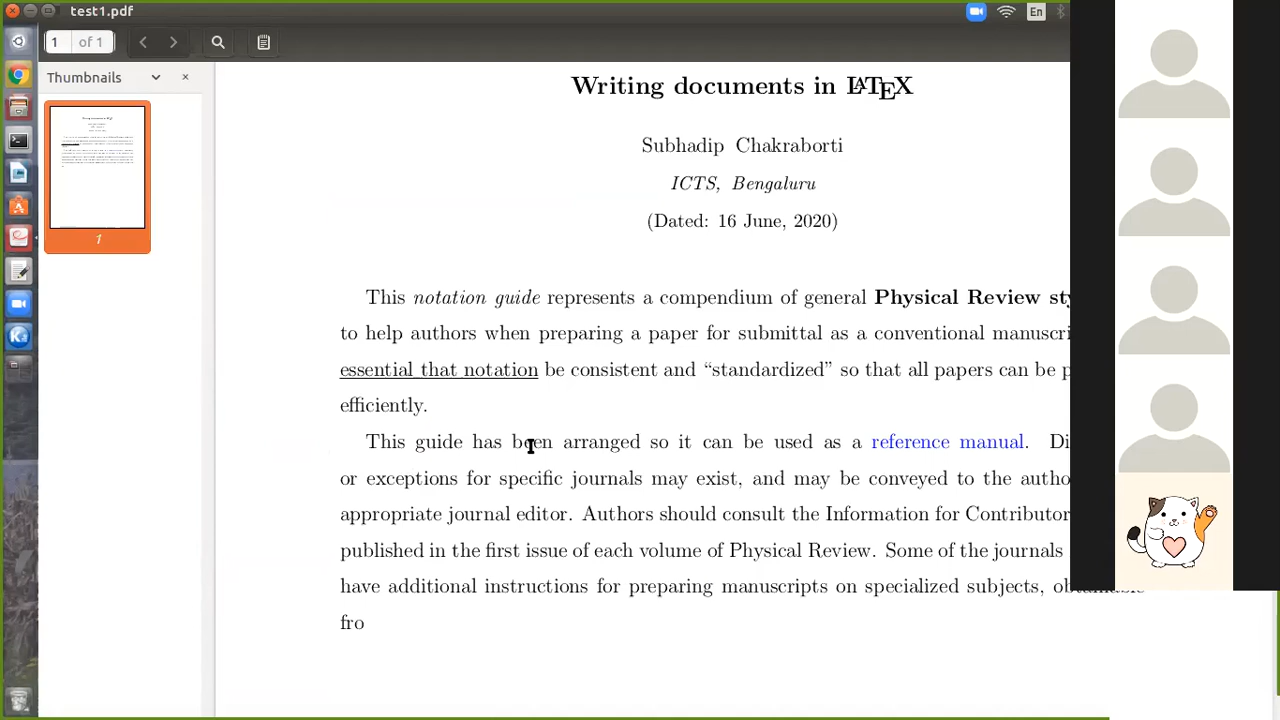 test1.pdf
En
1 of 1
Thumbnails
1
Writing documents in LATEX
Subhadip Chakraborti
ICTS, Bengaluru
(Dated: 16 June, 2020)
This notation guide represents a compendium of general Physical Review
to help authors when preparing a paper for submittal as a conventional
essential that notation be consistent and “standardized” so that all papers can be
efficiently.
This guide has been arranged so it can be used as a reference manual.
or exceptions for specific journals may exist, and may be conveyed to the
appropriate journal editor. Authors should consult the Information for
published in the first issue of each volume of Physical Review. Some of the journals
have additional instructions for preparing manuscripts on specialized subjects,
fro